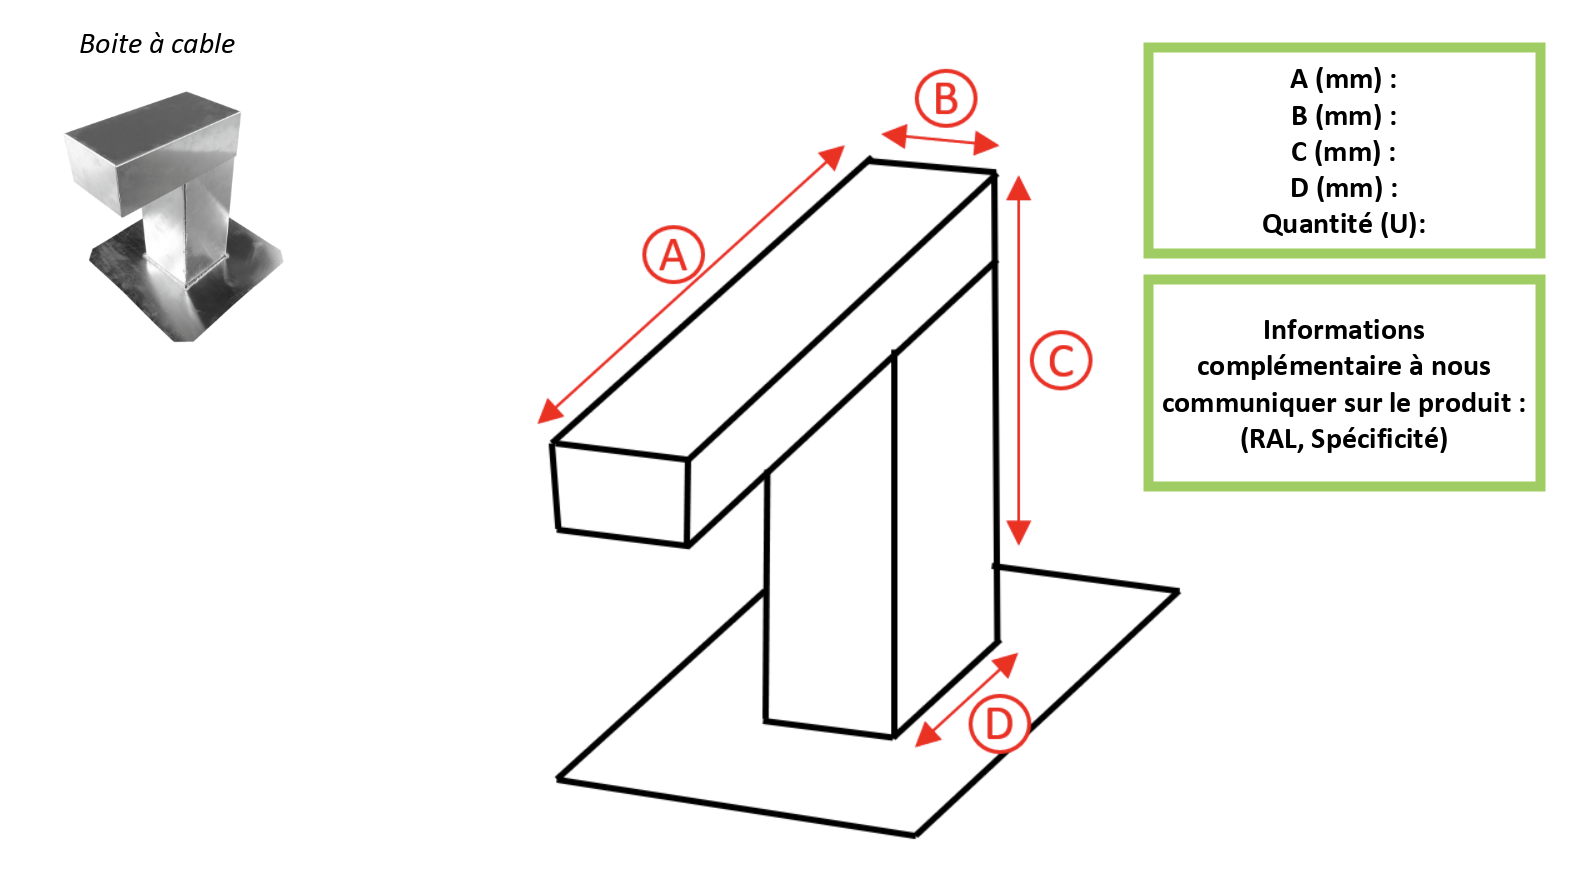 Boite à cable
B
A
C
D
A (mm) :
B (mm) :
C (mm) :
D (mm) :
Quantité (U):
Informations
complémentaire à nous
communiquer sur le produit :
(RAL, Spécificité)